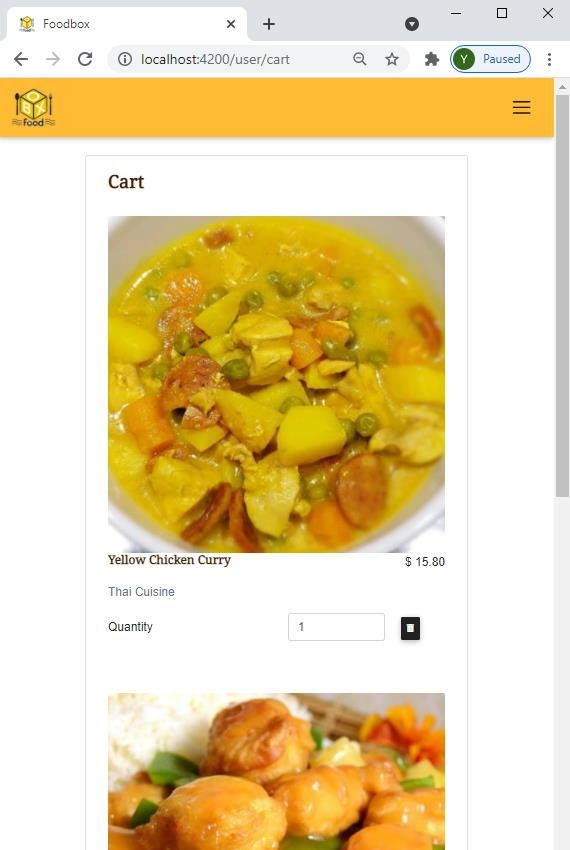 Foodbox
localhost:4200/user/cart
Y Paused
Food
Cart
Yellow Chicken Curry $ 15.80
Thai Cuisine
Quantity 1